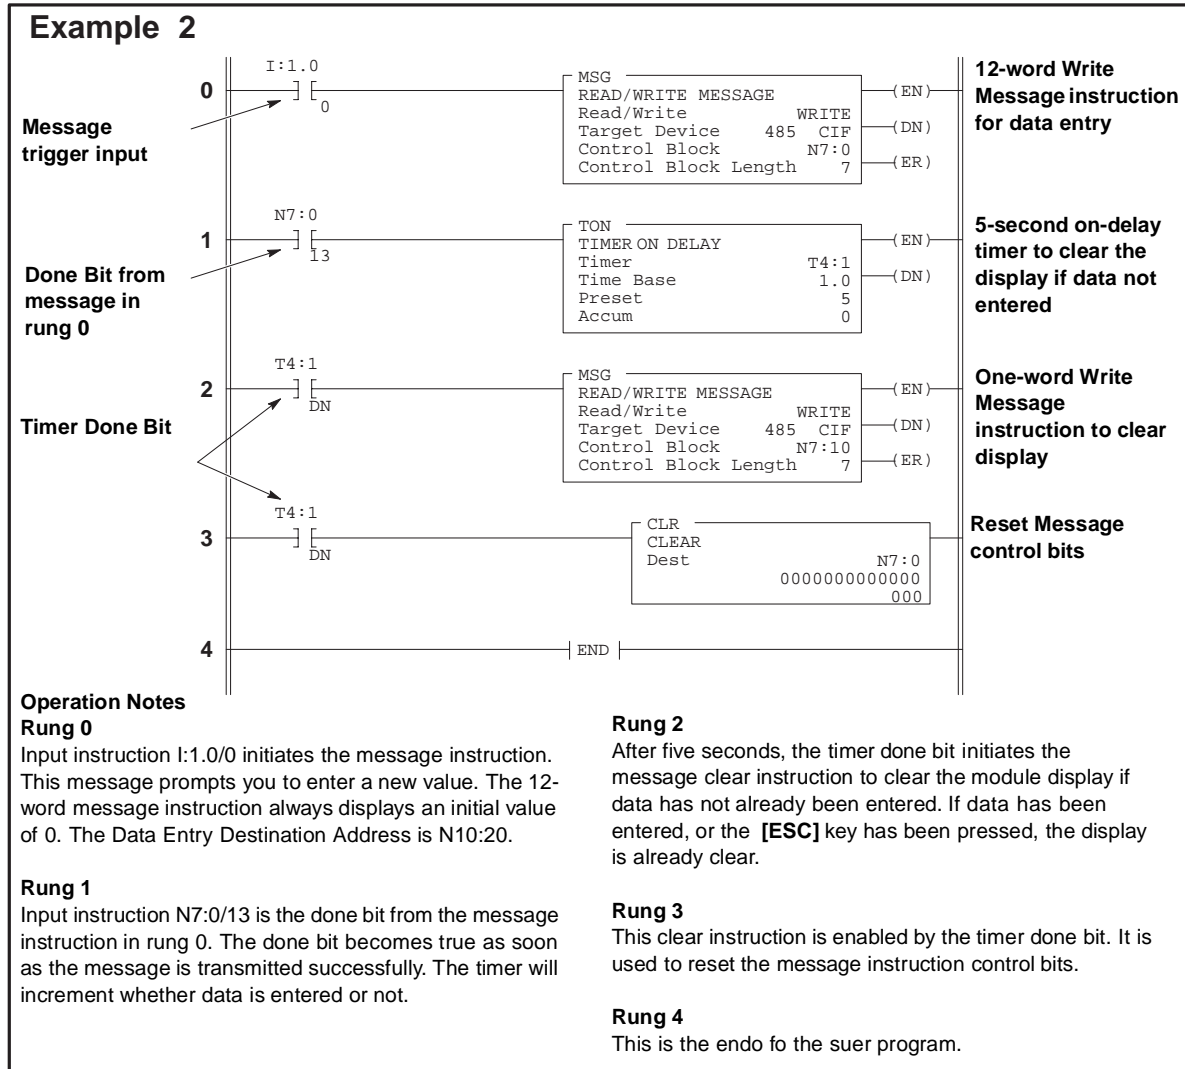 Example 2
0
I:1.0
] [
0
Message
trigger input
MSG
READ/WRITE MESSAGE
Read/Write WRITE
Target Device 485 CIF
Control Block N7:0
Control Block Length 7
(EN)
(DN)
(ER)
12-word Write
Message instruction
for data entry
1
N7:0
] [
13
Done Bit from
message in
rung 0
TON
TIMER ON DELAY
Timer T4:1
Time Base 1.0
Preset 5
Accum 0
(EN)
(DN)
5-second on-delay
timer to clear the
display if data not
entered
2
T4:1
] [
DN
Timer Done Bit
MSG
READ/WRITE MESSAGE
Read/Write WRITE
Target Device 485 CIF
Control Block N7:10
Control Block Length 7
(EN)
(DN)
(ER)
One-word Write
Message
instruction to clear
display
3
T4:1
] [
DN
CLR
CLEAR
Dest N7:0
0000000000000
000
Reset Message
control bits
4
END
Operation Notes
Rung 0
Input instruction I:1.0/0 initiates the message instruction.
This message prompts you to enter a new value. The 12-
word message instruction always displays an initial value
of 0. The Data Entry Destination Address is N10:20.
Rung 1
Input instruction N7:0/13 is the done bit from the message
instruction in rung 0. The done bit becomes true as soon
as the message is transmitted successfully. The timer will
increment whether data is entered or not.
Rung 2
After five seconds, the timer done bit initiates the
message clear instruction to clear the module display if
data has not already been entered. If data has been
entered, or the [ESC] key has been pressed, the display
is already clear.
Rung 3
This clear instruction is enabled by the timer done bit. It is
used to reset the message instruction control bits.
Rung 4
This is the endo fo the suer program.